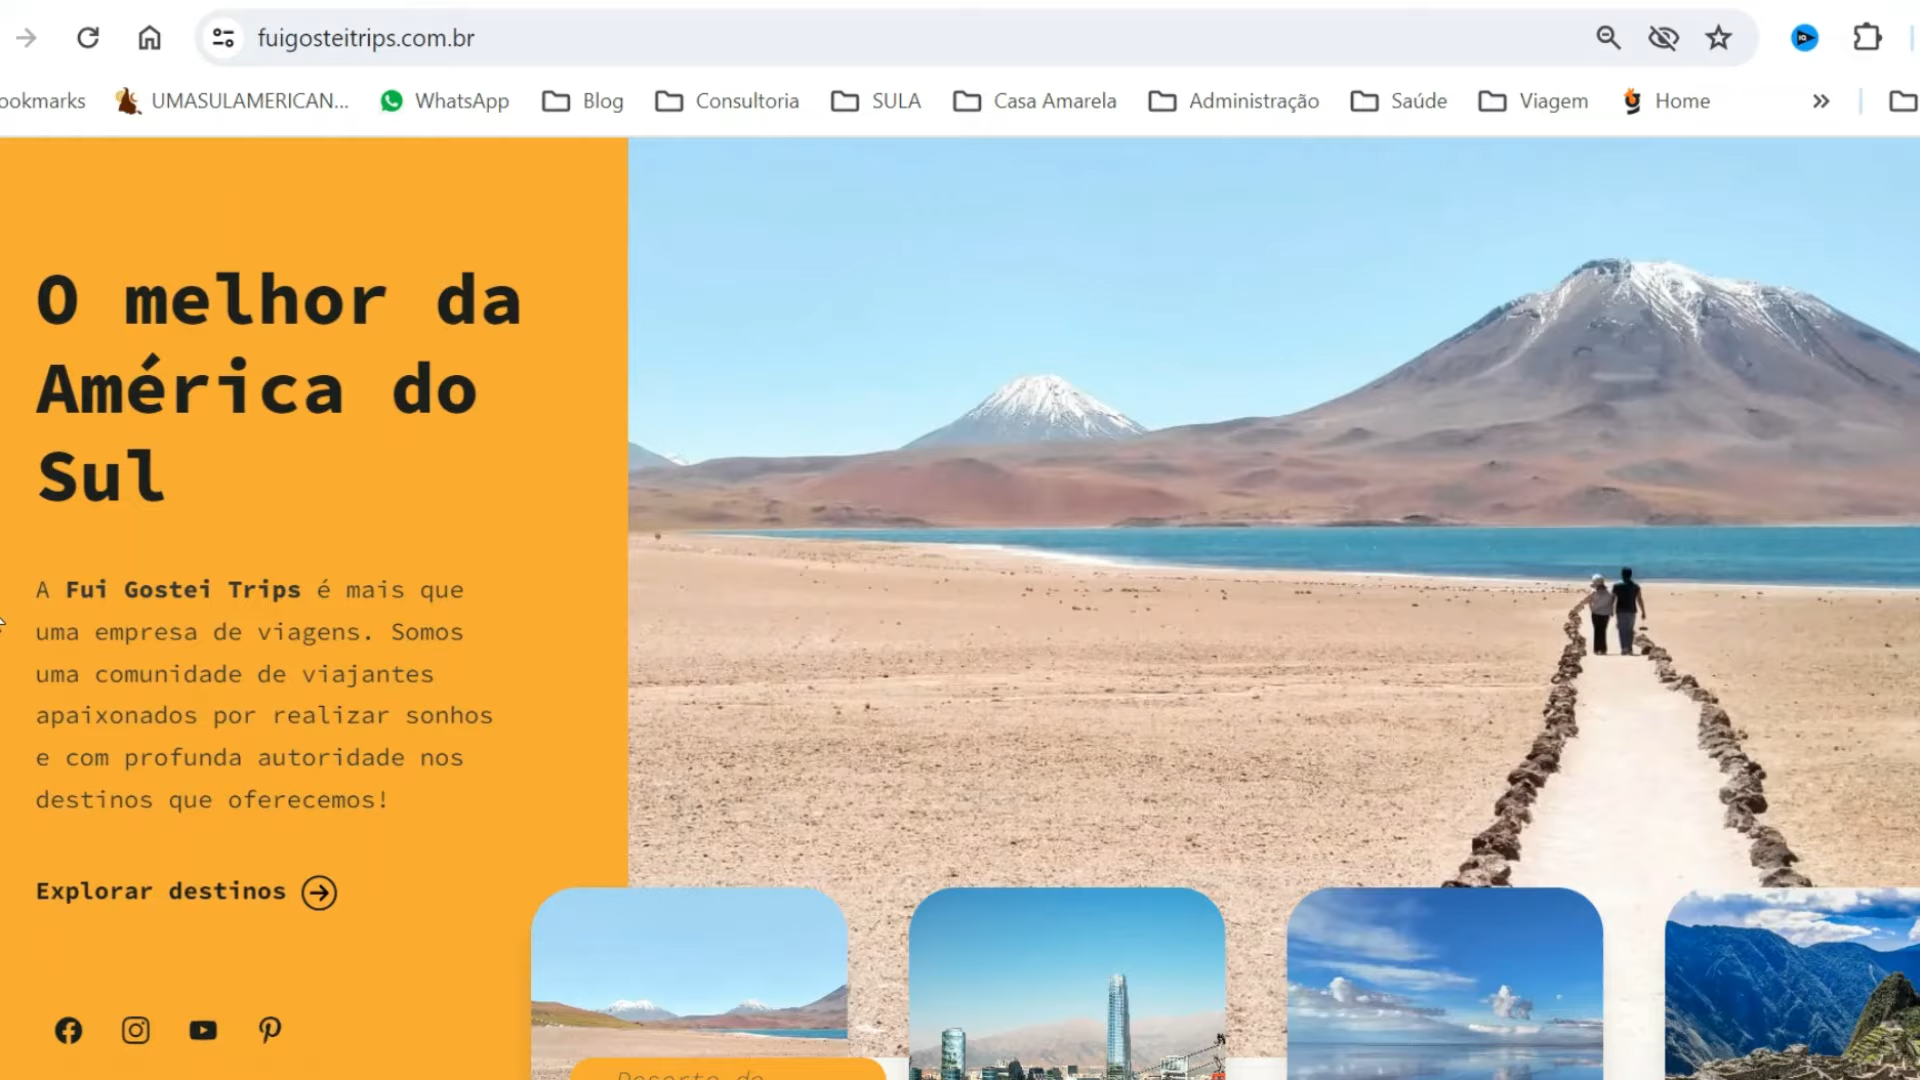 fuigosteitrips.com.br
ookmarks
UMASULAMERICAN...
WhatsApp
Blog
Consultoria
SULA
Casa Amarela
Administração
Saúde
Viagem
Home
O melhor da
América do
Sul
A Fui Gostei Trips é mais que
uma empresa de viagens. Somos
uma comunidade de viajantes
apaixonados por realizar sonhos
e com profunda autoridade nos
destinos que oferecemos!
Explorar destinos
Deserto do